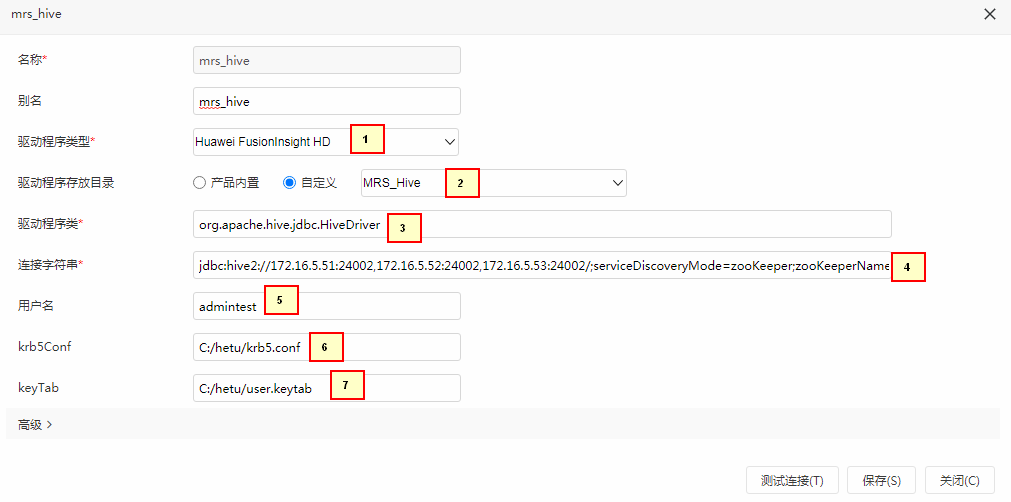 mrs_hive
名称* mrs_hive
别名 mrs_hive
驱动程序类型* Huawei FusionInsight HD 1
驱动程序存放目录 产品内置 自定义 MRS_Hive 2
驱动程序类* org.apache.hive.jdbc.HiveDriver 3
连接字符串* jdbc:hive2://172.16.5.51:24002,172.16.5.52:24002,172.16.5.53:24002/;serviceDiscoveryMode=zooKeeper;zooKeeperName 4
用户名 admintest 5
krb5Conf C:/hetu/krb5.conf 6
keyTab C:/hetu/user.keytab 7
高级
测试连接(T) 保存(S) 关闭(C)